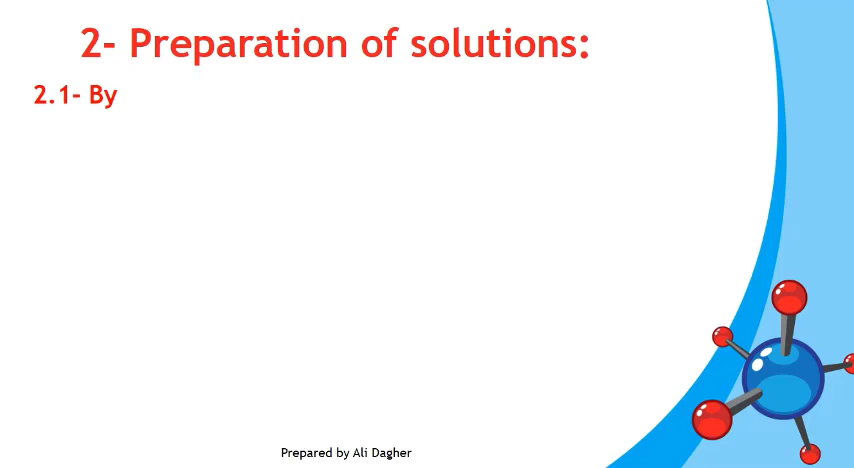 2- Preparation of solutions:
2.1- By
Prepared by Ali Dagher